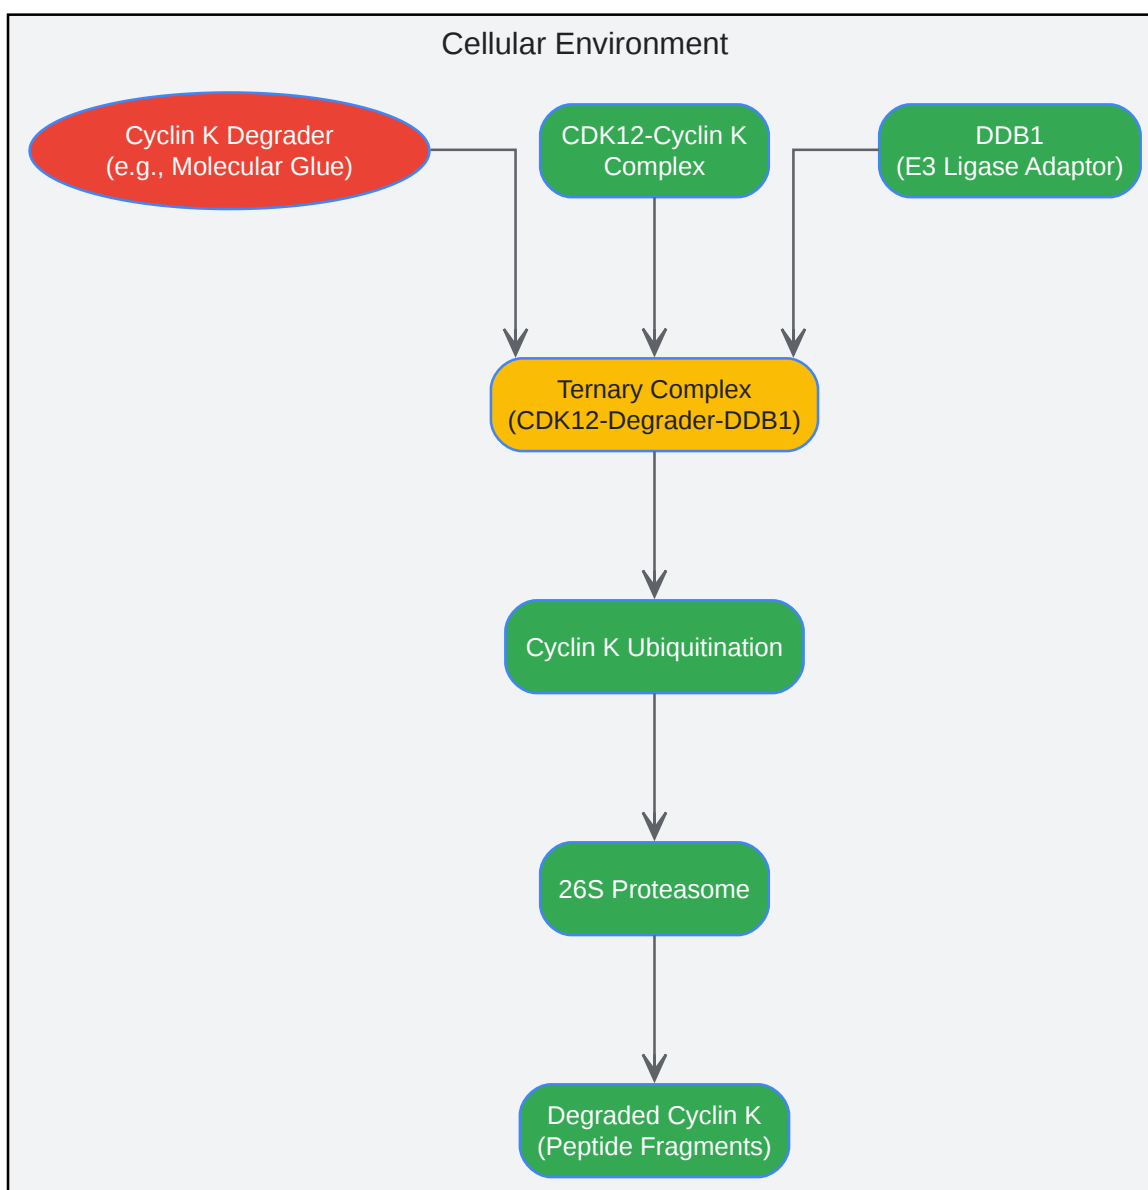 Cellular Environment
Cyclin K Degrader
(e.g., Molecular Glue)
CDK12-Cyclin K
Complex
DDB1
(E3 Ligase Adaptor)
Ternary Complex
(CDK12-Degrader-DDB1)
Cyclin K Ubiquitination
26S Proteasome
Degraded Cyclin K
(Peptide Fragments)